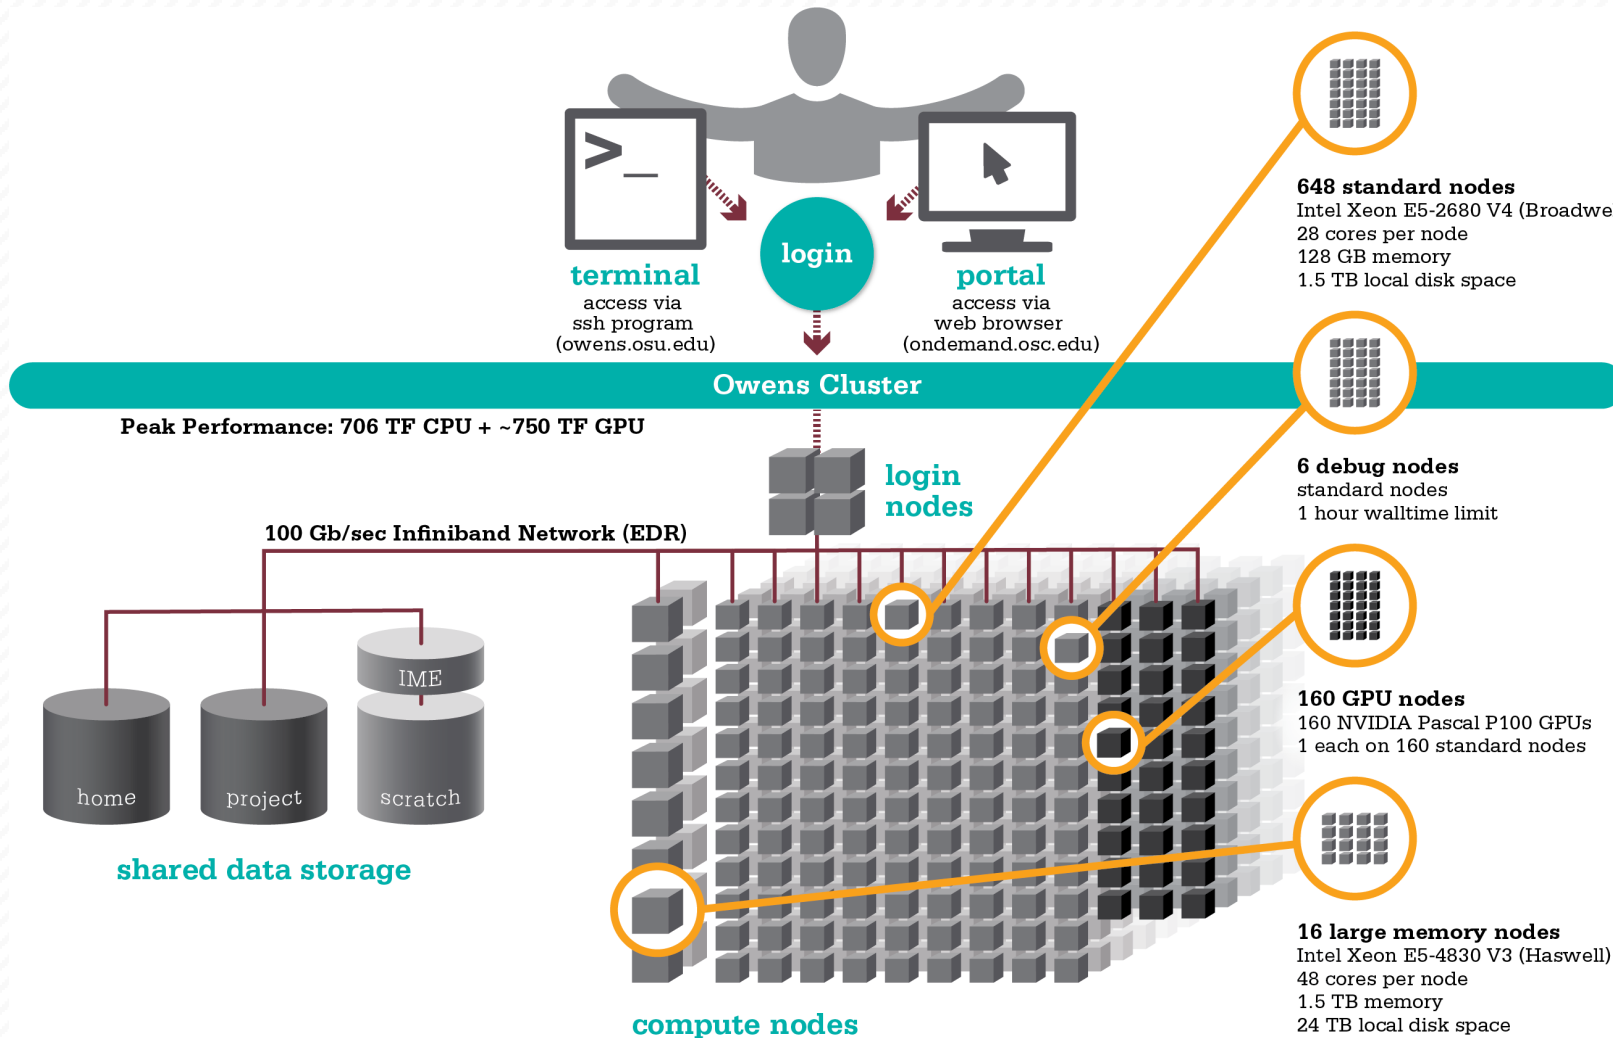 >_
login
terminal
access via
ssh program
(owens.osu.edu)
portal
access via
web browser
(ondemand.osc.edu)
Owens Cluster
Peak Performance: 706 TF CPU + ~750 TF GPU
login
nodes
100 Gb/sec Infiniband Network (EDR)
IME
home
project
scratch
shared data storage
compute nodes
648 standard nodes
Intel Xeon E5-2680 V4 (Broadwe
28 cores per node
128 GB memory
1.5 TB local disk space
6 debug nodes
standard nodes
1 hour walltime limit
160 GPU nodes
160 NVIDIA Pascal P100 GPUs
1 each on 160 standard nodes
16 large memory nodes
Intel Xeon E5-4830 V3 (Haswell)
48 cores per node
1.5 TB memory
24 TB local disk space